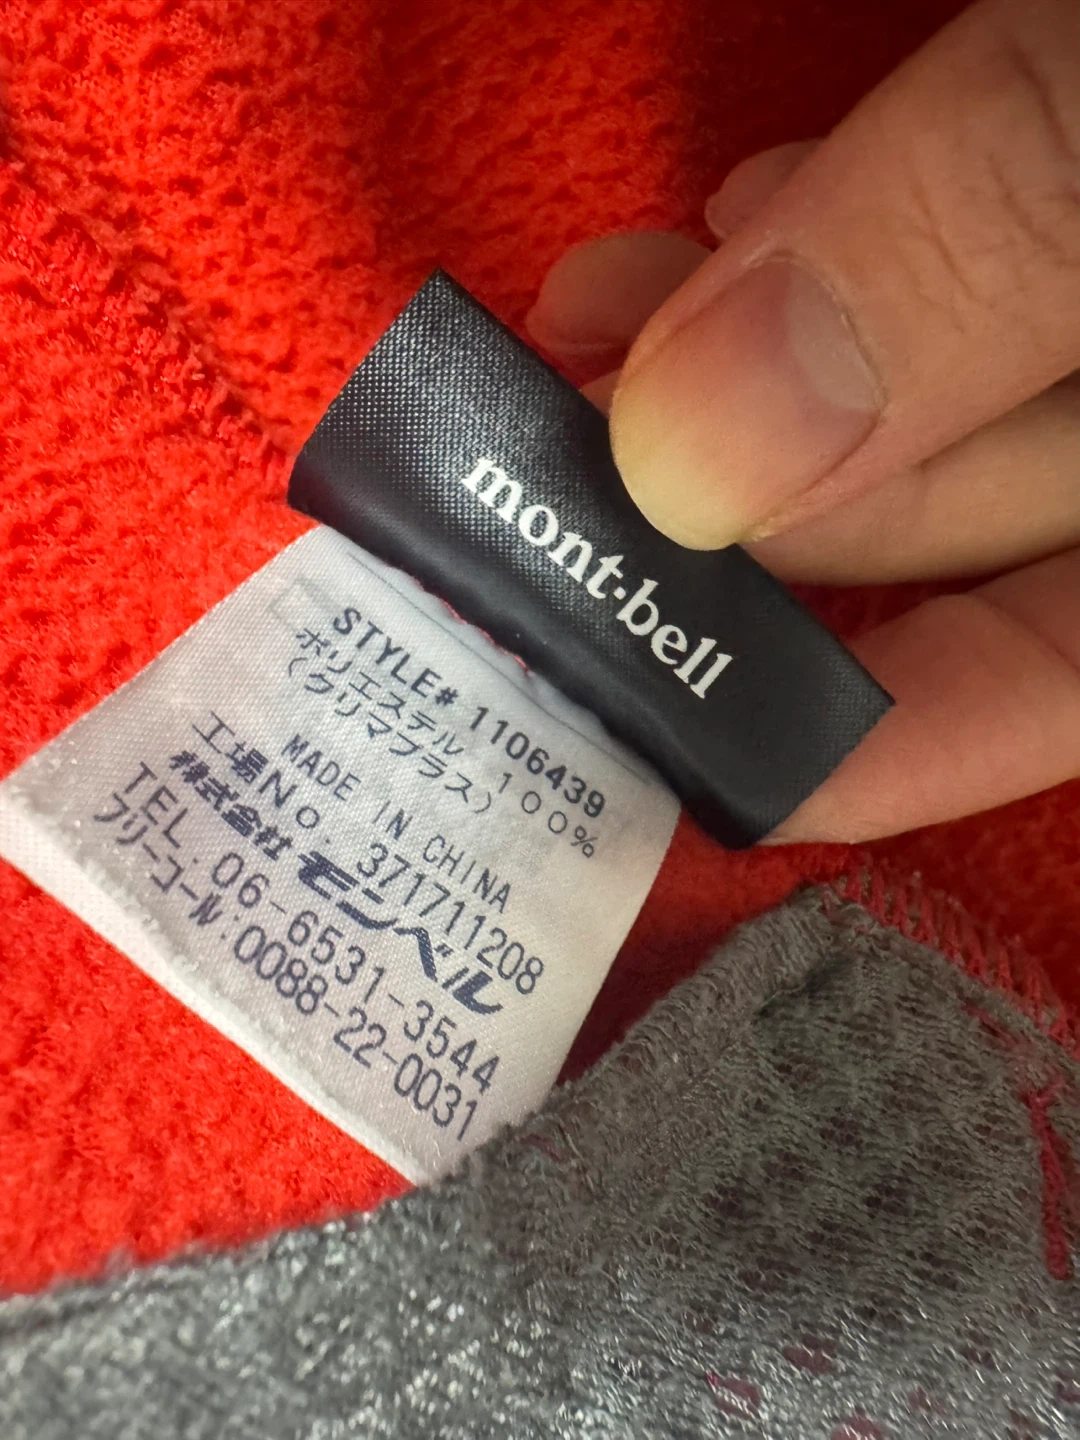 mont-bell
STYLE# 1106439
ポリエステル 100%
(クリマプラス)
MADE IN CHINA
工場No. 371711208
株式会社 モンベル
TEL.06-6531-3544
フリーコール:0088-22-0031